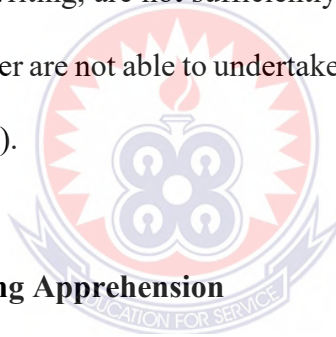 writing, are not sufficiently
er are not able to undertake
).
ng Apprehension
EDUCATION FOR SERVICE